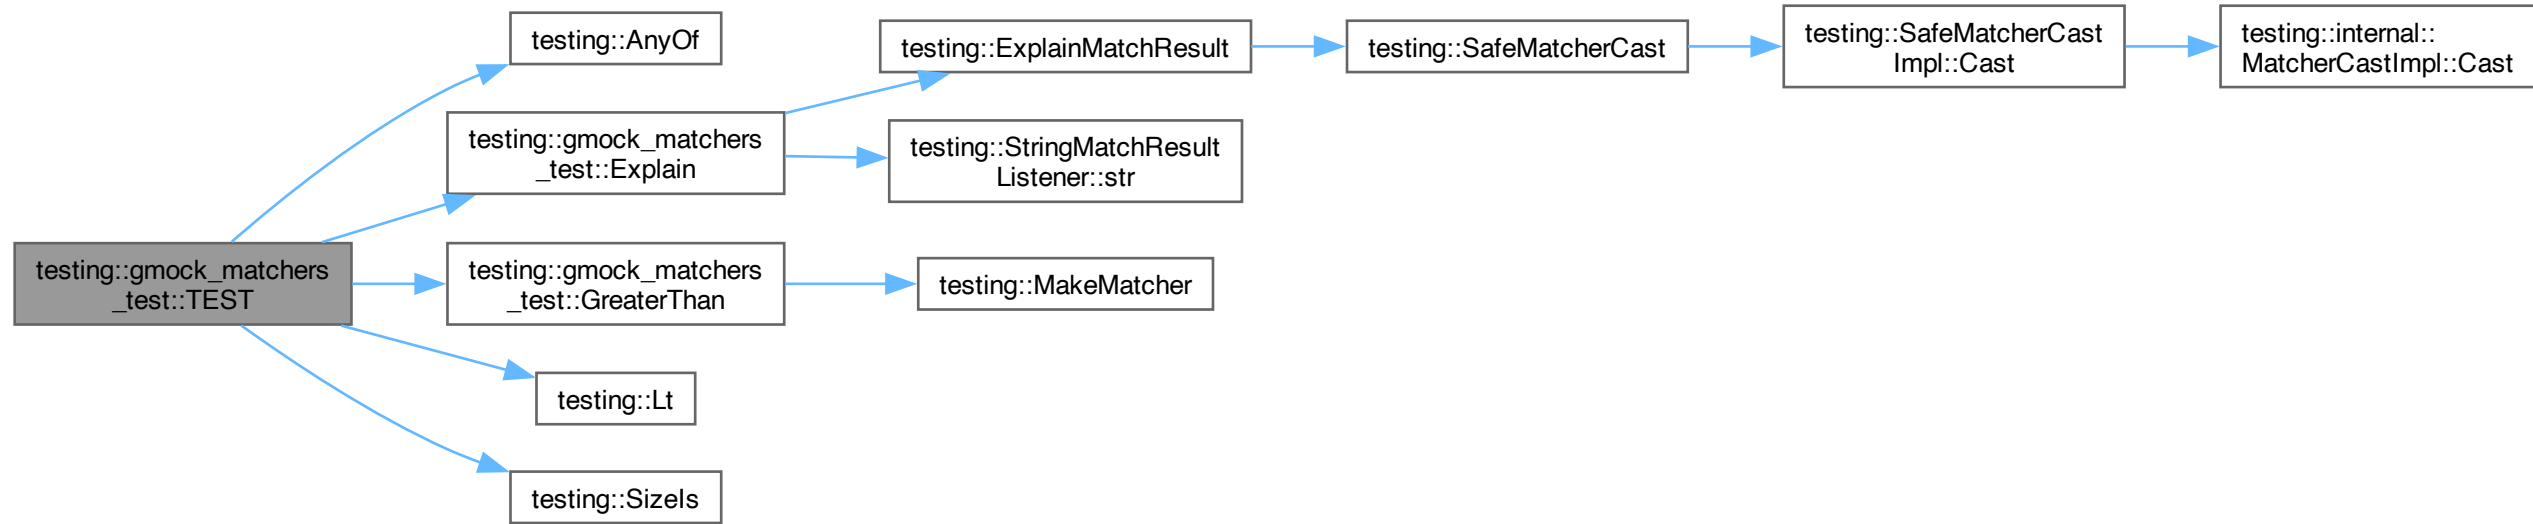 testing::gmock_matchers
_test::TEST
testing::AnyOf
testing::gmock_matchers
_test::Explain
testing::gmock_matchers
_test::GreaterThan
testing::Lt
testing::SizeIs
testing::ExplainMatchResult
testing::StringMatchResult
Listener::str
testing::MakeMatcher
testing::SafeMatcherCast
testing::SafeMatcherCast
Impl::Cast
testing::internal::
MatcherCastImpl::Cast